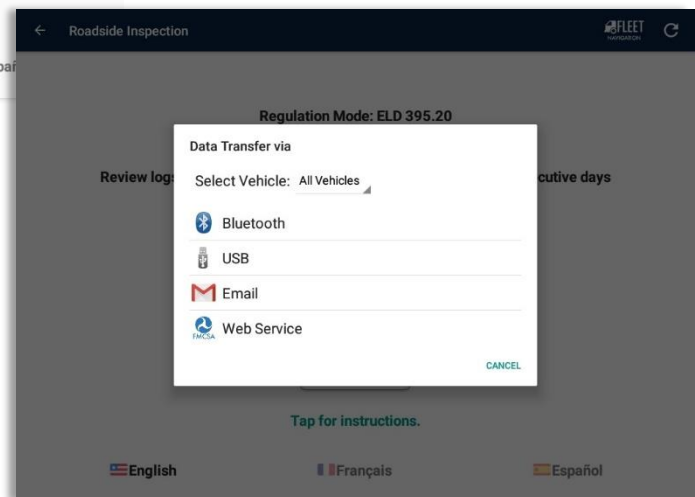 Roadside Inspection
FLEET
NAVIGATION
Regulation Mode: ELD 395.20
Data Transfer via
Review logs
cutive days
Select Vehicle: All Vehicles
Bluetooth
USB
Email
FMCSA Web Service
CANCEL
Tap for instructions.
English Français Español